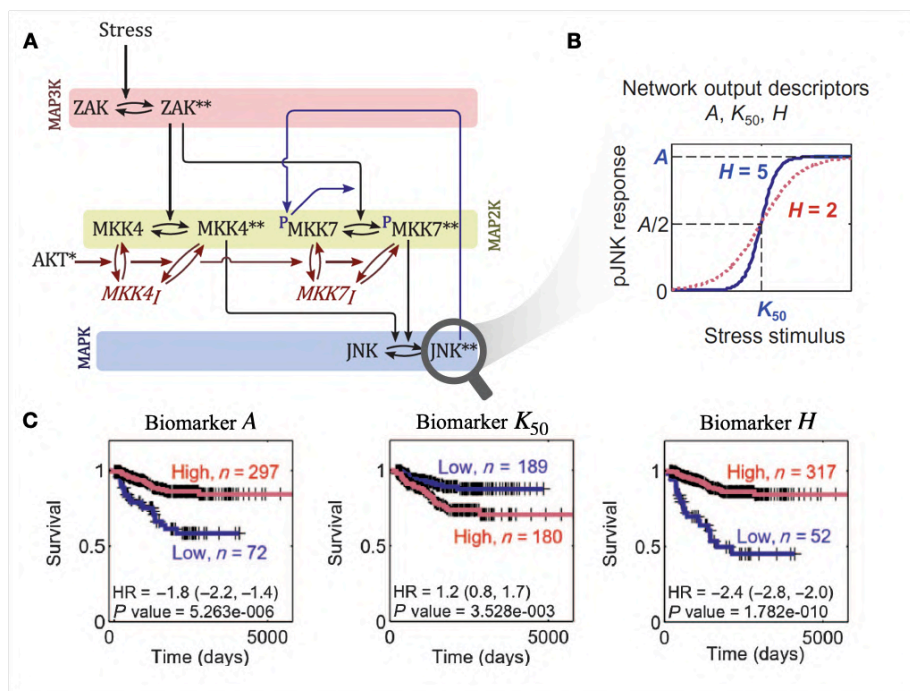 A
Stress
MAP3K
ZAK
ZAK**
MKK4
MKK4**
PMKK7
PMKK7**
MAP2K
AKT*
MKK4I
MKK7I
MAPK
JNK
JNK**
B
Network output descriptors
A, K50, H
pJNK response
A
A/2
0
H = 5
H = 2
K50
Stress stimulus
C
Biomarker A
Survival
1
0.5
0
High, n = 297
Low, n = 72
HR = −1.8 (−2.2, −1.4)
P value = 5.263e-006
0
5000
Time (days)
Biomarker K50
Survival
1
0.5
0
Low, n = 189
High, n = 180
HR = 1.2 (0.8, 1.7)
P value = 3.528e-003
0
5000
Time (days)
Biomarker H
Survival
1
0.5
0
High, n = 317
Low, n = 52
HR = −2.4 (−2.8, −2.0)
P value = 1.782e-010
0
5000
Time (days)